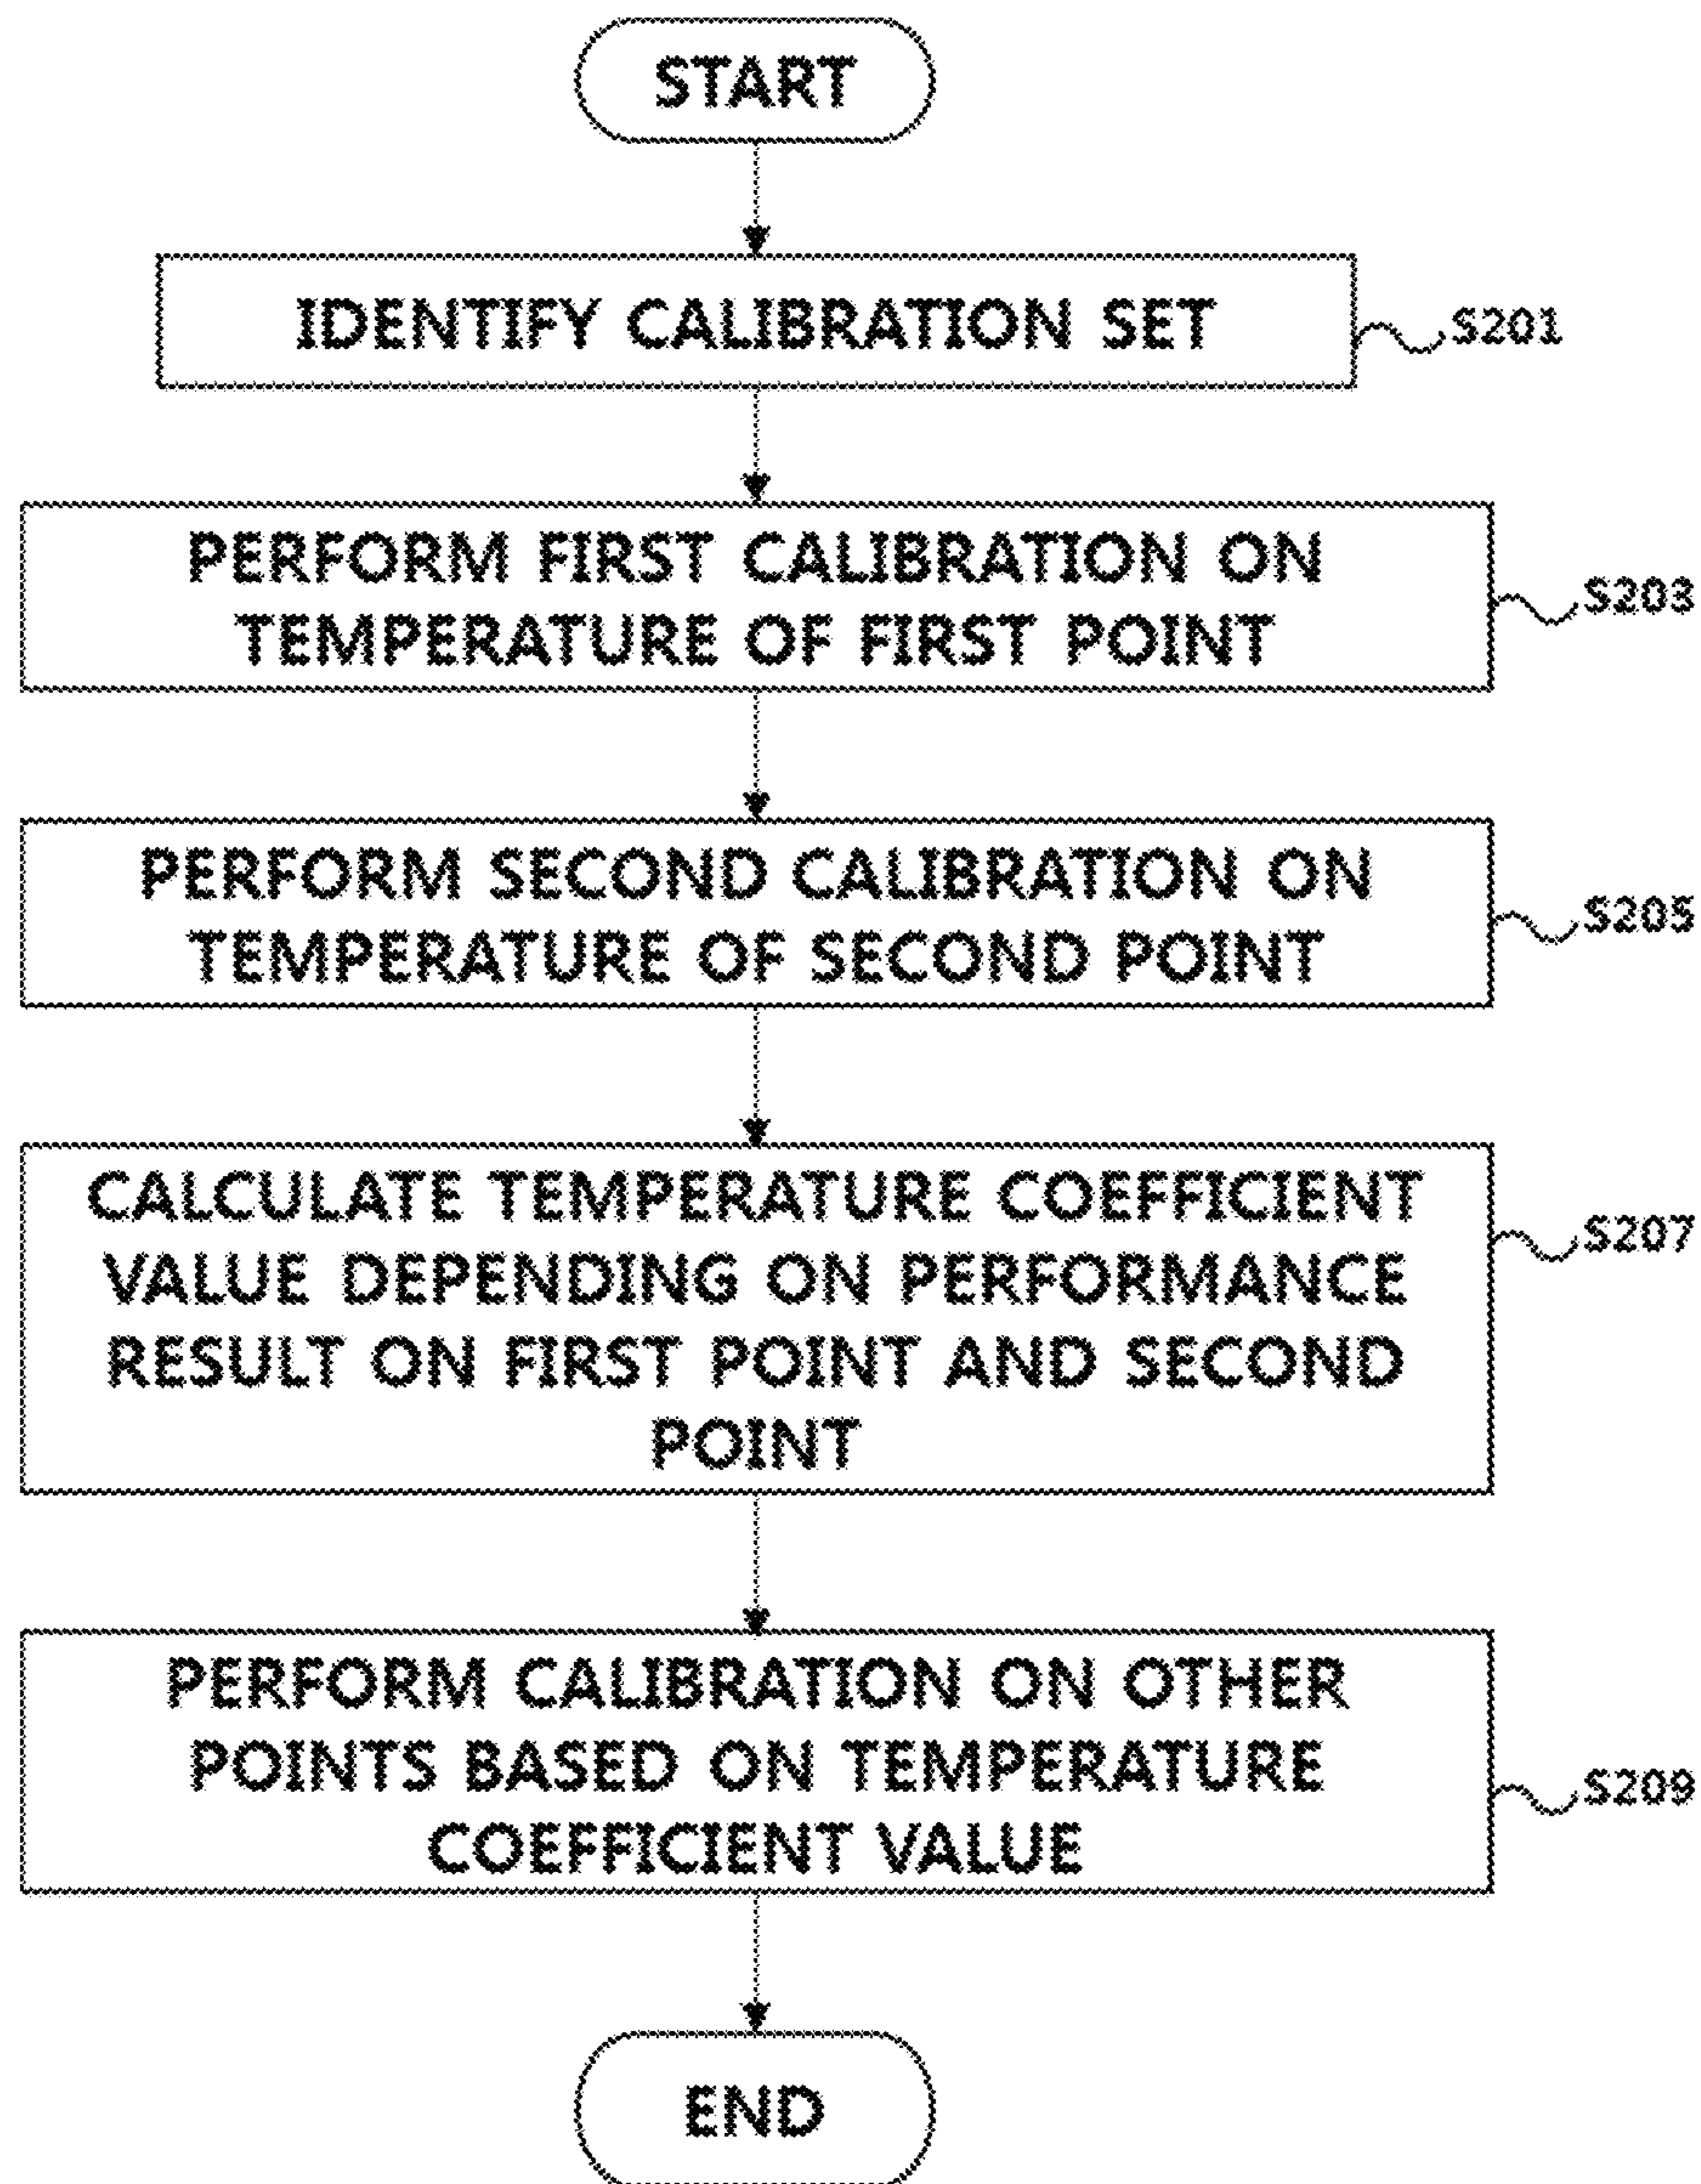 START
IDENTIFY CALIBRATION SET
S201
PERFORM FIRST CALIBRATION ON
TEMPERATURE OF FIRST POINT
S203
PERFORM SECOND CALIBRATION ON
TEMPERATURE OF SECOND POINT
S205
CALCULATE TEMPERATURE COEFFICIENT
VALUE DEPENDING ON PERFORMANCE
RESULT ON FIRST POINT AND SECOND
POINT
S207
PERFORM CALIBRATION ON OTHER
POINTS BASED ON TEMPERATURE
COEFFICIENT VALUE
S209
END